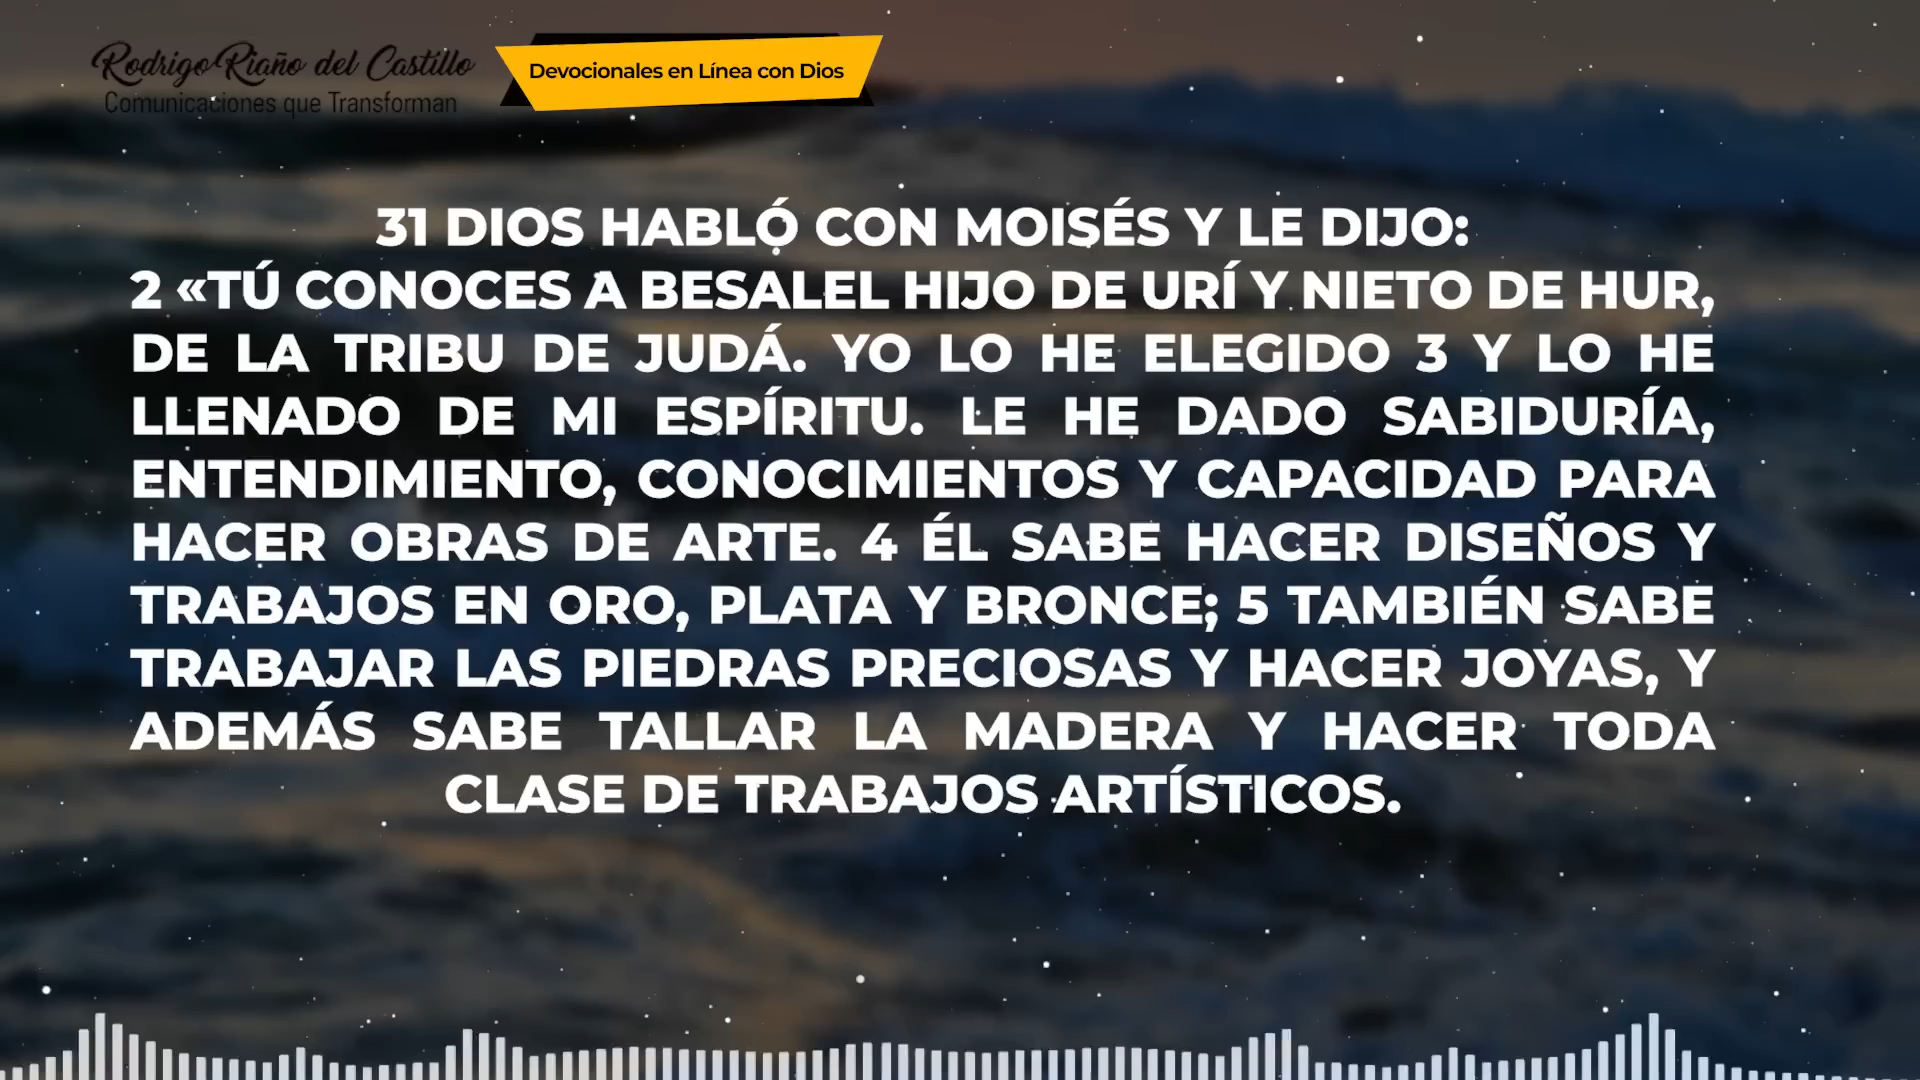 Rodrigo Riaño del Castillo
Comunicaciones que Transforman
Devocionales en Línea con Dios
31 DIOS HABLÓ CON MOISÉS Y LE DIJO:
2 «TÚ CONOCES A BESALEL HIJO DE URÍ Y NIETO DE HUR,
DE LA TRIBU DE JUDÁ. YO LO HE ELEGIDO 3 Y LO HE
LLENADO DE MI ESPÍRITU. LE HE DADO SABIDURÍA,
ENTENDIMIENTO, CONOCIMIENTOS Y CAPACIDAD PARA
HACER OBRAS DE ARTE. 4 ÉL SABE HACER DISEÑOS Y
TRABAJOS EN ORO, PLATA Y BRONCE; 5 TAMBIÉN SABE
TRABAJAR LAS PIEDRAS PRECIOSAS Y HACER JOYAS, Y
ADEMÁS SABE TALLAR LA MADERA Y HACER TODA
CLASE DE TRABAJOS ARTÍSTICOS.